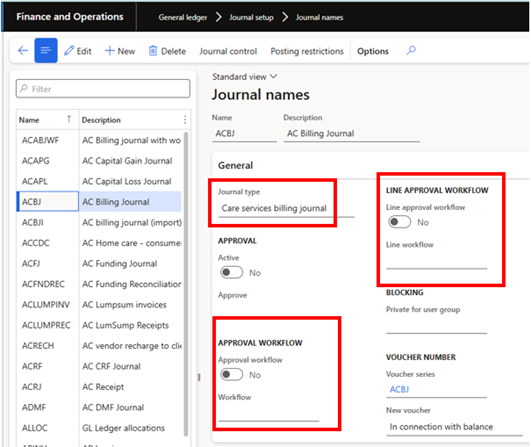 Finance and Operations
General ledger > Journal setup > Journal names
Edit + New Delete Journal control Posting restrictions Options
Filter
Name ↑ Description
ACABJWF AC Billing journal with wo
ACAPG AC Capital Gain Journal
ACAPL AC Capital Loss Journal
ACBJ AC Billing Journal
ACBJI AC billing journal (import)
ACCDC AC Home care - consume
ACFJ AC Funding Journal
ACFNDREC AC Funding Reconciliation
ACLUMPINV AC Lumpsum invoices
ACLUMPREC AC LumSump Receipts
ACRECH AC vendor recharge to clie
ACRF AC CRF Journal
ACRJ AC Receipt
ADMF AC DMF Journal
ALLOC GL Ledger allocations
Standard view
Journal names
Name Description
ACBJ AC Billing Journal
General
Journal type
Care services billing journal
APPROVAL
Active
No
Approve
APPROVAL WORKFLOW
Approval workflow
No
Workflow
LINE APPROVAL WORKFLOW
Line approval workflow
No
Line workflow
BLOCKING
Private for user group
VOUCHER NUMBER
Voucher series
ACBJ
New voucher
In connection with balance